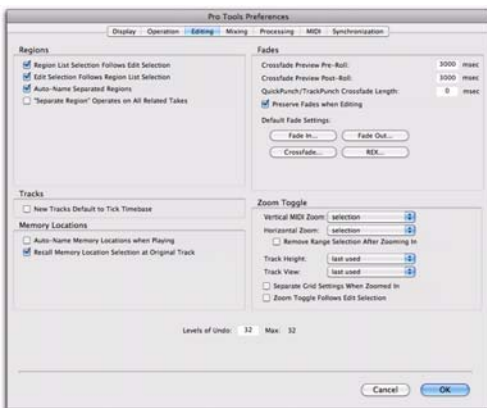 Pro Tools Preferences
Display Operation Editing Mixing Processing MIDI Synchronization
Regions
Region List Selection Follows Edit Selection
Edit Selection Follows Region List Selection
Auto-Name Separated Regions
"Separate Region" Operates on All Related Takes
Tracks
New Tracks Default to Tick Timebase
Memory Locations
Auto-Name Memory Locations when Playing
Recall Memory Location Selection at Original Track
Fades
Crossfade Preview Pre-Roll: 3000 msec
Crossfade Preview Post-Roll: 3000 msec
QuickPunch/TrackPunch Crossfade Length: 0 msec
Preserve Fades when Editing
Default Fade Settings:
Fade In... Fade Out...
Crossfade... REX...
Zoom Toggle
Vertical MIDI Zoom: selection
Horizontal Zoom: selection
Remove Range Selection After Zooming In
Track Height: last used
Track View: last used
Separate Grid Settings When Zoomed In
Zoom Toggle Follows Edit Selection
Levels of Undo: 32 Max: 32
Cancel OK